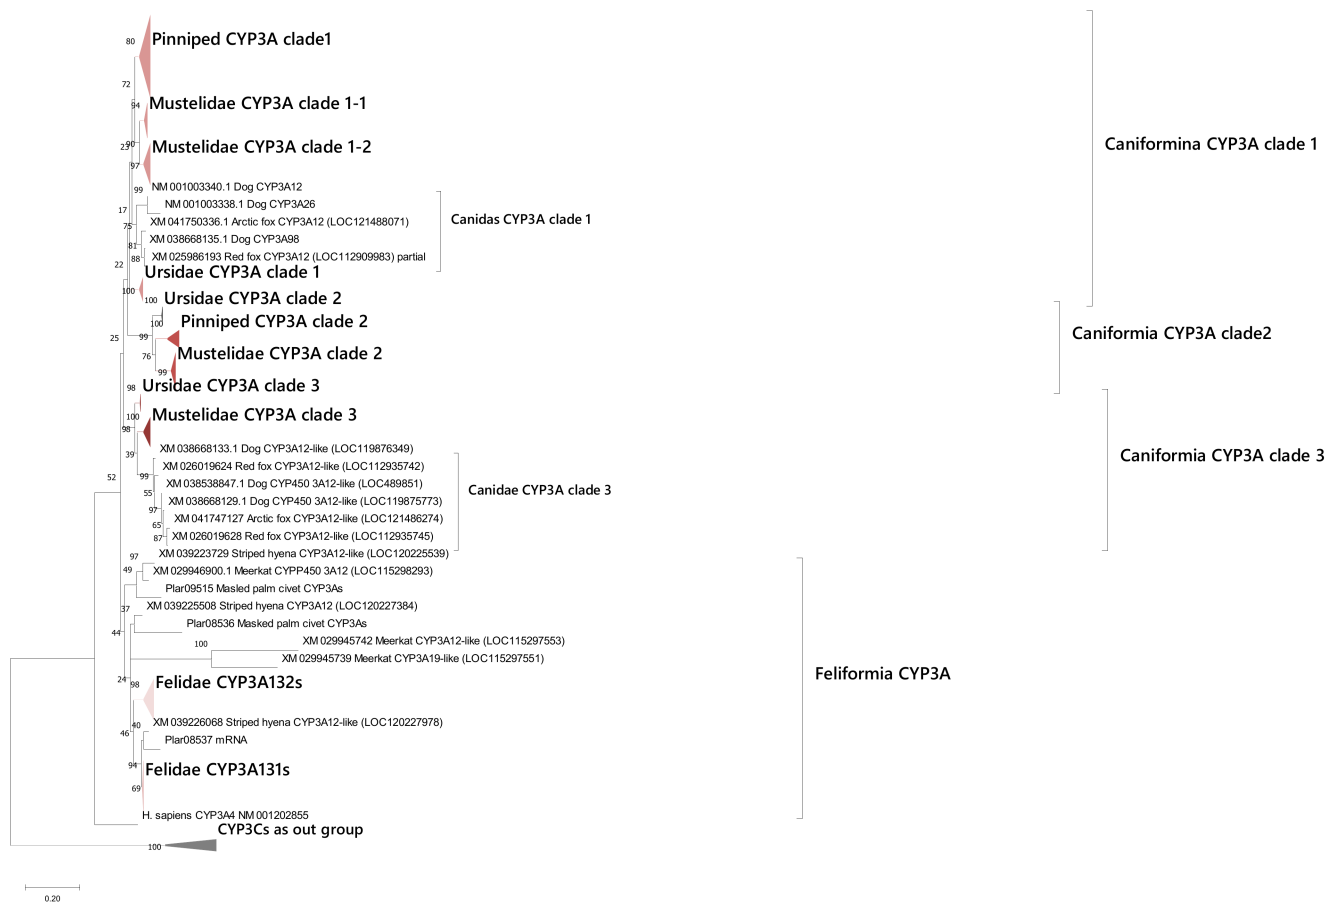 80
Pinniped CYP3A clade1
72
94
Mustelidae CYP3A clade 1-1
Caniformina CYP3A clade 1
23
90
Mustelidae CYP3A clade 1-2
97
99
NM 001003340.1 Dog CYP3A12
17
NM 001003338.1 Dog CYP3A26
75
XM 041750336.1 Arctic fox CYP3A12 (LOC121488071)
Canidas CYP3A clade 1
81
XM 038668135.1 Dog CYP3A98
88
XM 025986193 Red fox CYP3A12 (LOC112909983) partial
22
Ursidae CYP3A clade 1
100
100
Ursidae CYP3A clade 2
100
Pinniped CYP3A clade 2
25
99
Caniformia CYP3A clade2
76
Mustelidae CYP3A clade 2
99
98
Ursidae CYP3A clade 3
100
Mustelidae CYP3A clade 3
98
39
XM 038668133.1 Dog CYP3A12-like (LOC119876349)
Caniformia CYP3A clade 3
52
99
XM 026019624 Red fox CYP3A12-like (LOC112935742)
55
XM 038538847.1 Dog CYP450 3A12-like (LOC489851)
Canidae CYP3A clade 3
97
XM 038668129.1 Dog CYP450 3A12-like (LOC119875773)
65
XM 041747127 Arctic fox CYP3A12-like (LOC121486274)
87
XM 026019628 Red fox CYP3A12-like (LOC112935745)
97
XM 039223729 Striped hyena CYP3A12-like (LOC120225539)
49
XM 029946900.1 Meerkat CYPP450 3A12 (LOC115298293)
Plar09515 Masled palm civet CYP3As
37
XM 039225508 Striped hyena CYP3A12 (LOC120227384)
44
Plar08536 Masked palm civet CYP3As
100
XM 029945742 Meerkat CYP3A12-like (LOC115297553)
XM 029945739 Meerkat CYP3A19-like (LOC115297551)
Feliformia CYP3A
24
98
Felidae CYP3A132s
40
XM 039226068 Striped hyena CYP3A12-like (LOC120227978)
46
Plar08537 mRNA
94
Felidae CYP3A131s
69
H. sapiens CYP3A4 NM 001202855
CYP3Cs as out group
100
0.20